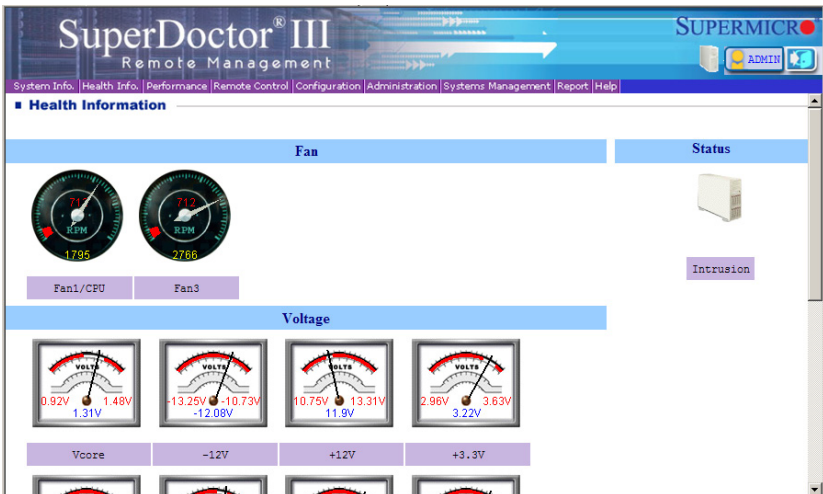 SuperDoctor® III
Remote Management
SUPERMICR
ADMIN
System Info. Health Info. Performance Remote Control Configuration Administration Systems Management Report Help
Health Information
Fan
Status
712
RPM
1795
712
RPM
2766
Fan1/CPU
Fan3
Intrusion
Voltage
VOLTS
0.92V 1.48V
1.31V
VOLTS
-13.25V -10.73V
-12.08V
VOLTS
10.75V 13.31V
11.9V
VOLTS
2.96V 3.63V
3.22V
Vcore
-12V
+12V
+3.3V